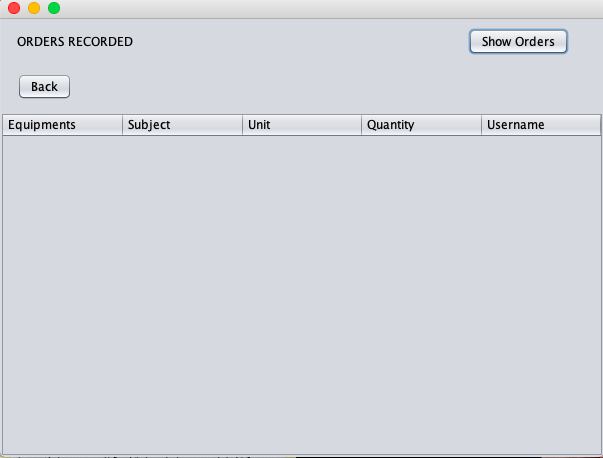 ORDERS RECORDED
Show Orders
Back
Equipments Subject Unit Quantity Username